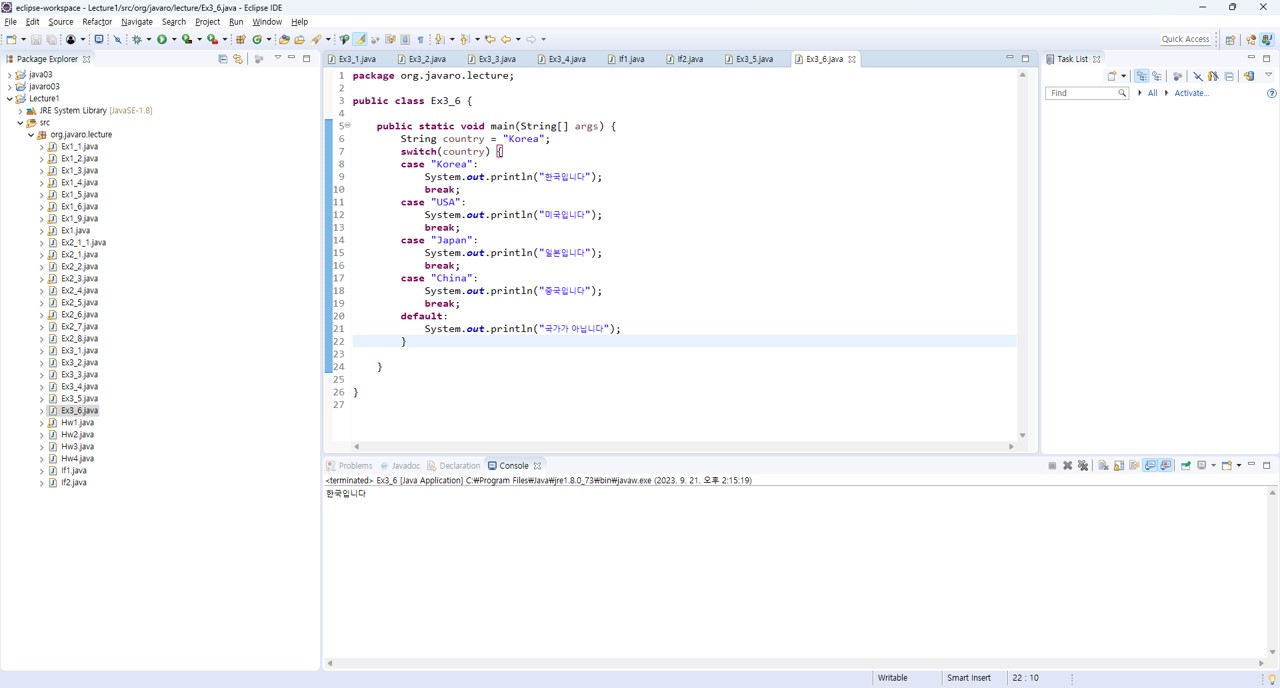 eclipse-workspace - Lecture1/src/org/javaro/lecture/Ex3_6.java - Eclipse IDE
File Edit Source Refactor Navigate Search Project Run Window Help
Quick Access
Package Explorer
java03
javaro03
Lecture1
JRE System Library [JavaSE-1.8]
src
org.javaro.lecture
Ex1_1.java
Ex1_2.java
Ex1_3.java
Ex1_4.java
Ex1_5.java
Ex1_6.java
Ex1_9.java
Ex1.java
Ex2_1_1.java
Ex2_1.java
Ex2_2.java
Ex2_3.java
Ex2_4.java
Ex2_5.java
Ex2_6.java
Ex2_7.java
Ex2_8.java
Ex3_1.java
Ex3_2.java
Ex3_3.java
Ex3_4.java
Ex3_5.java
Ex3_6.java
Hw1.java
Hw2.java
Hw3.java
Hw4.java
If1.java
If2.java
Ex3_1.java Ex3_2.java Ex3_3.java Ex3_4.java If1.java If2.java Ex3_5.java Ex3_6.java
1 package org.javaro.lecture;
2
3 public class Ex3_6 {
4
5 public static void main(String[] args) {
6 String country = "Korea";
7 switch(country) {
8 case "Korea":
9 System.out.println("한국입니다");
10 break;
11 case "USA":
12 System.out.println("미국입니다");
13 break;
14 case "Japan":
15 System.out.println("일본입니다");
16 break;
17 case "China":
18 System.out.println("중국입니다");
19 break;
20 default:
21 System.out.println("국가가 아닙니다");
22 }
23
24 }
25
26 }
27
Task List
Find All Activate...
Problems Javadoc Declaration Console
<terminated> Ex3_6 [Java Application] C:₩Program Files₩Java₩jre1.8.0_73₩bin₩javaw.exe (2023. 9. 21. 오후 2:15:19)
한국입니다
Writable Smart Insert 22 : 10